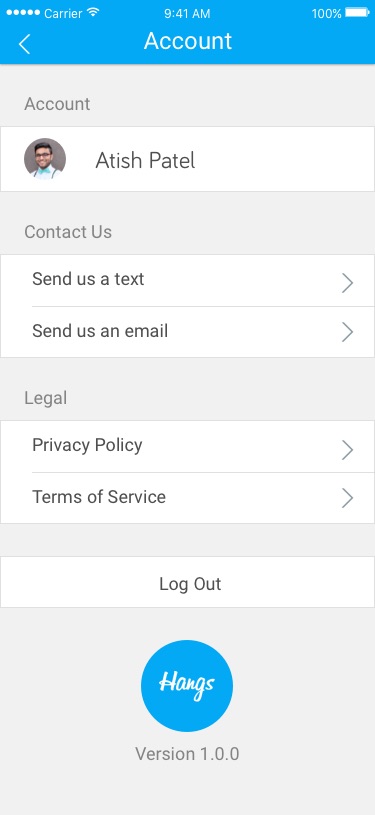 Carrier 9:41 AM 100%
Account
Account
Atish Patel
Contact Us
Send us a text
Send us an email
Legal
Privacy Policy
Terms of Service
Log Out
Hangs
Version 1.0.0